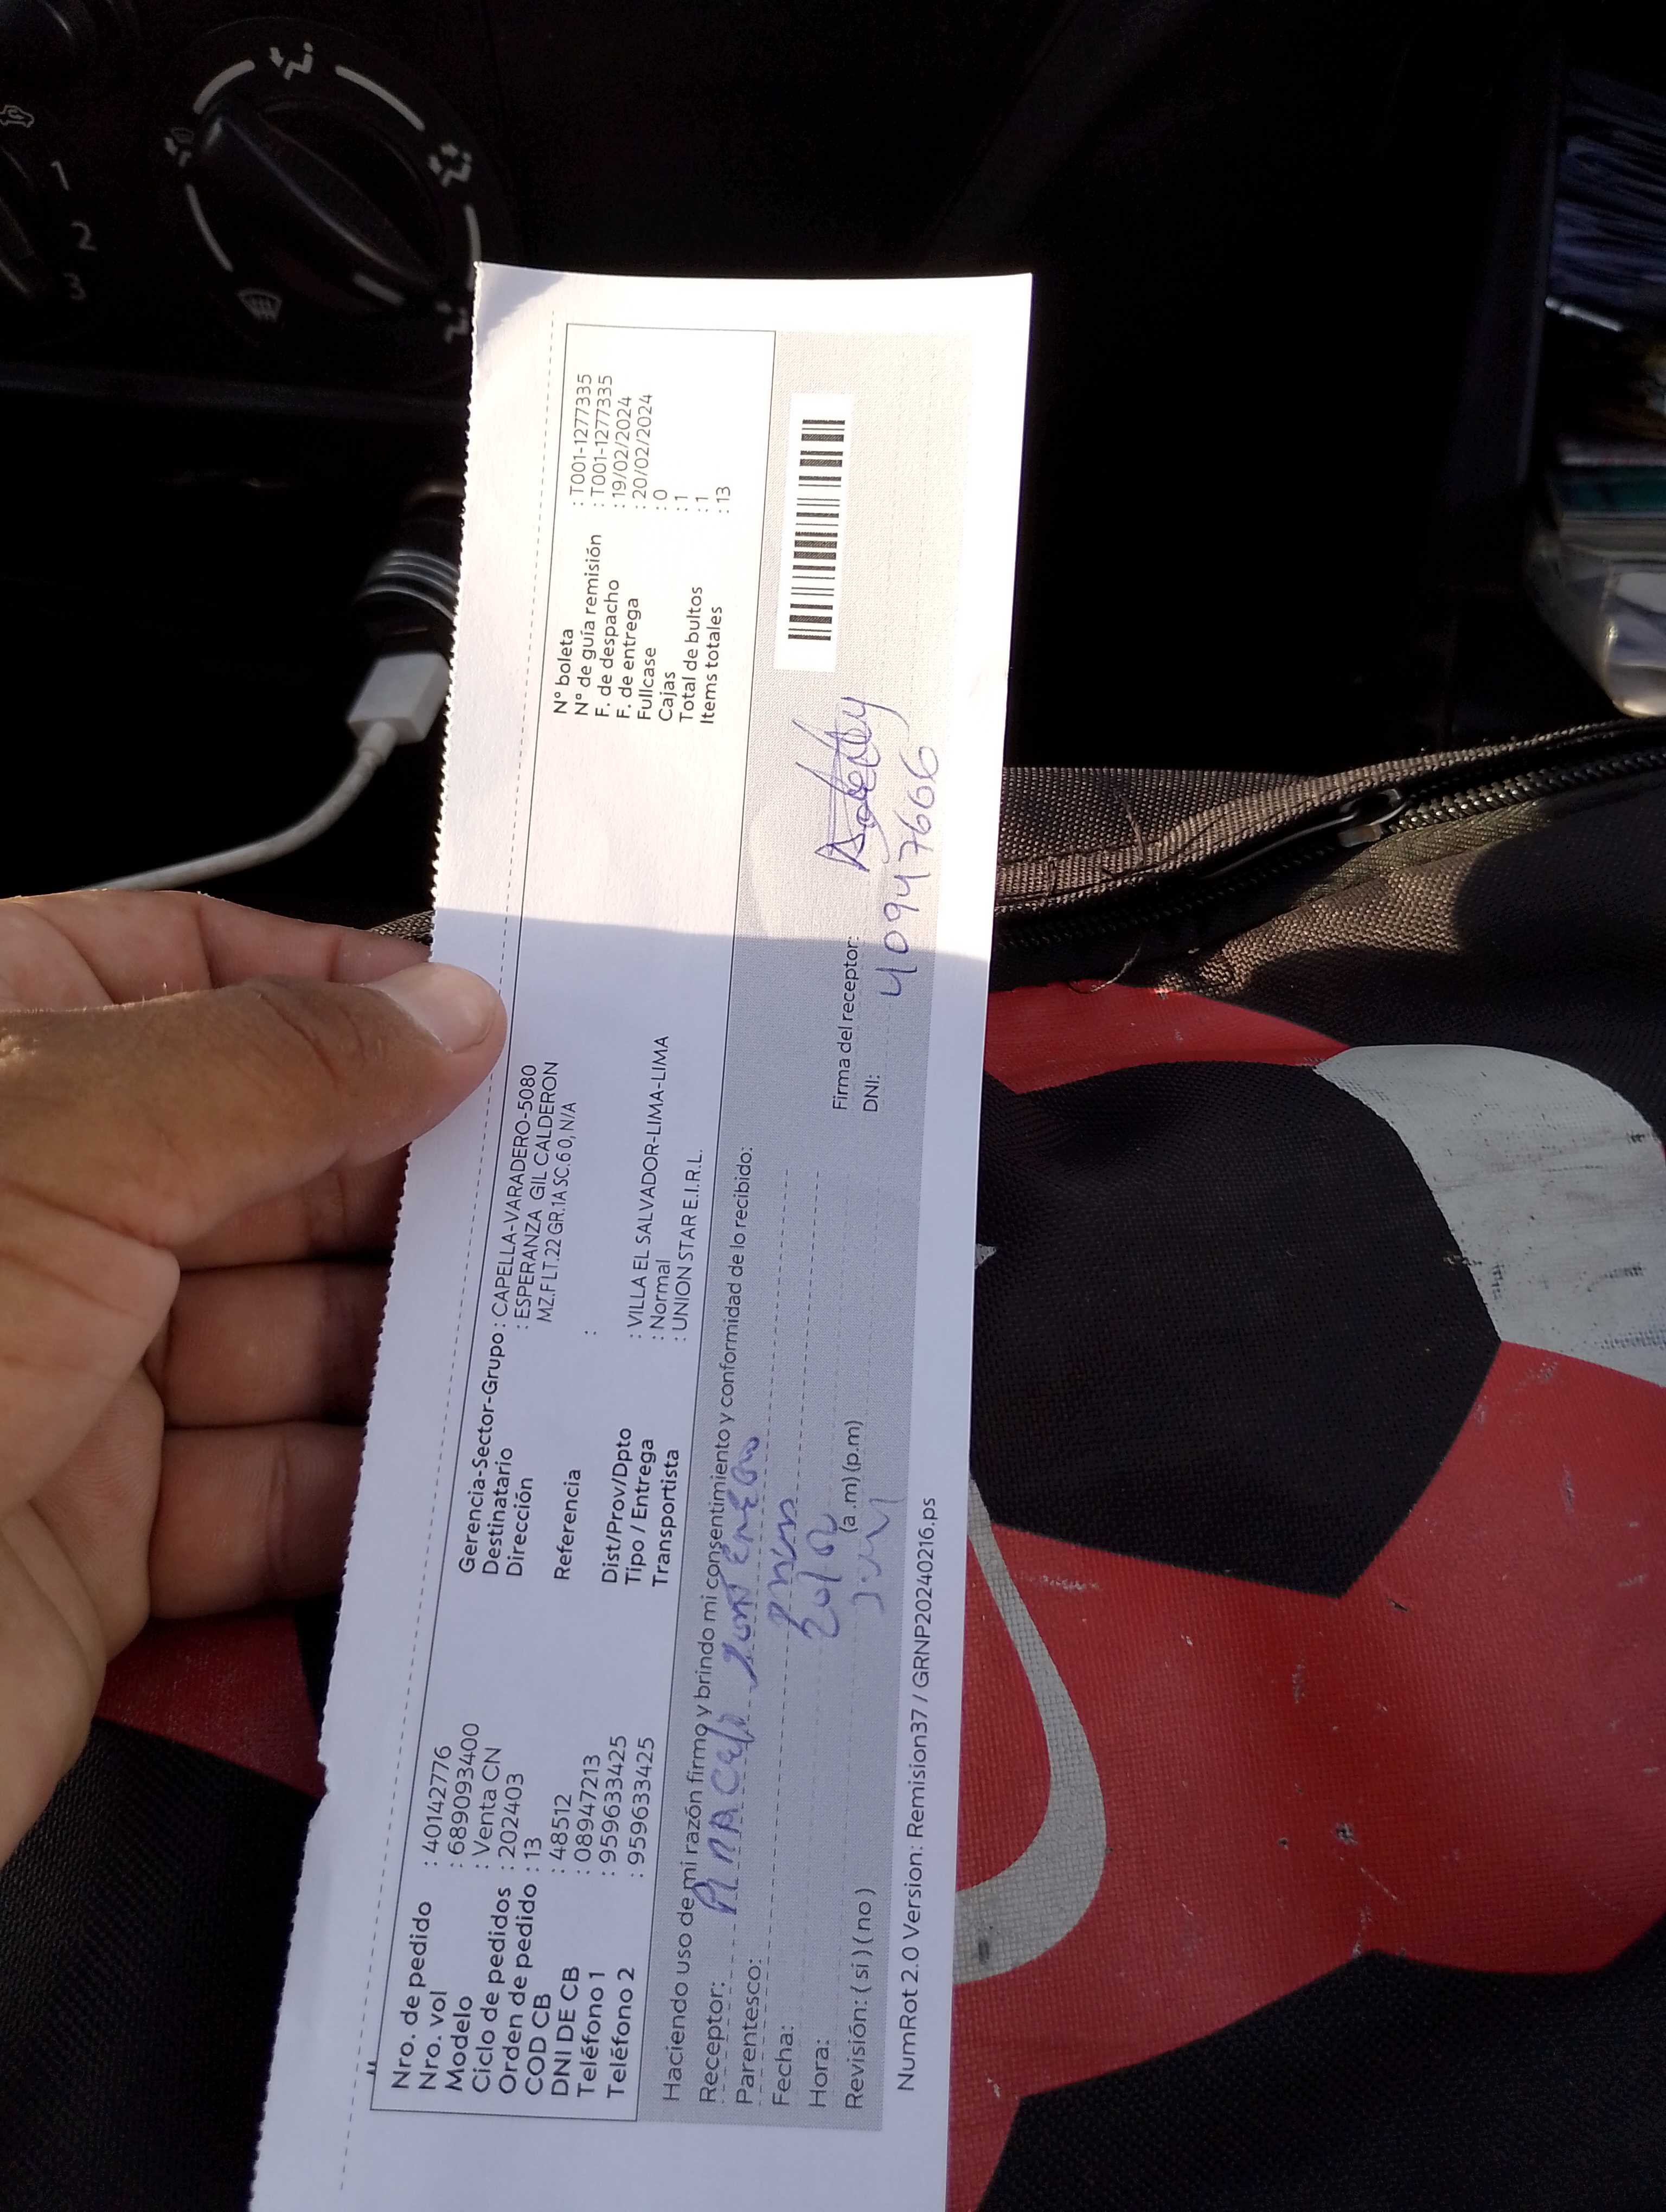 Nro. de pedido : 40142776
Nro. vol : 6890934​00
Modelo : Venta CN
Ciclo de pedidos : 202403
Orden de pedido : 13
COD CB : 48512
DNI DE CB : 08947213
Teléfono 1 : 959633425
Teléfono 2 : 959633425
Gerencia-Sector-Grupo : CAPELLA-VARADERO-5080
Destinatario : ESPERANZA GIL CALDERON
Dirección MZ.F LT.22 GR.1A SC.6 0, N/A
Referencia :
Dist/Prov/Dpto : VILLA EL SALVADOR-LIMA-LIMA
Tipo / Entrega : Normal
Transportista : UNION STAR E.I.R.L.
N° boleta : T001-1277335
N° de guía remisión : T001-1277335
F. de despacho : 19/02/2024
F. de entrega : 20/02/2024
Fullcase : 0
Cajas : 1
Total de bultos : 1
Items totales : 13
Haciendo uso de mi razón firmo y brindo mi consentimiento y conformidad de lo recibido:
Receptor:
Parentesco:
Fecha:
Hora: (a.m) (p.m)
Revisión: ( si ) ( no )
Firma del receptor:
DNI: 40947666
NumRot 2.0 Version: Remision37 / GRNP20240216.ps
1
2
3